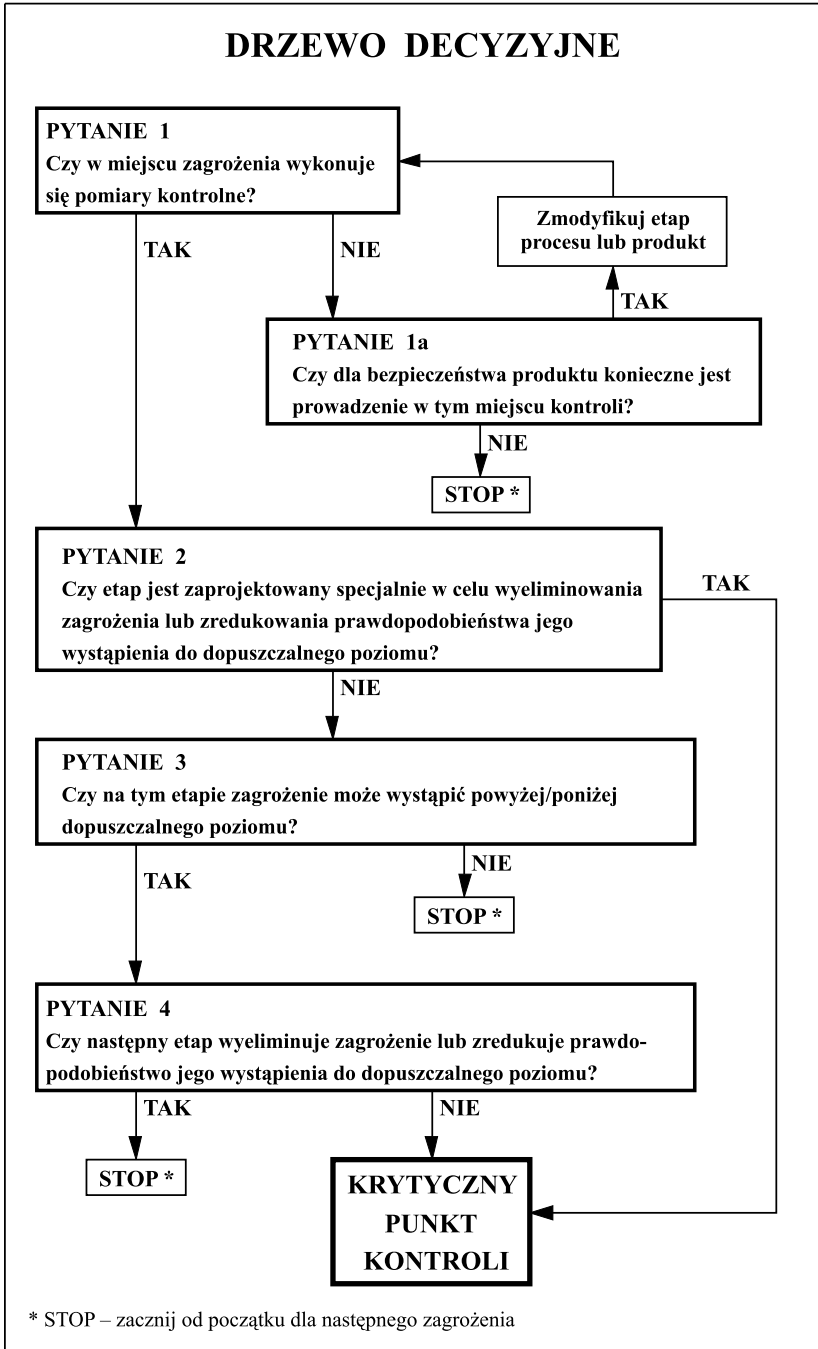 DRZEWO DECYZYJNE
PYTANIE 1
Czy w miejscu zagrożenia wykonuje
się pomiary kontrolne?
Zmodyfikuj etap
procesu lub produkt
TAK
NIE
TAK
PYTANIE 1a
Czy dla bezpieczeństwa produktu konieczne jest
prowadzenie w tym miejscu kontroli?
NIE
STOP *
PYTANIE 2
Czy etap jest zaprojektowany specjalnie w celu wyeliminowania
zagrożenia lub zredukowania prawdopodobieństwa jego
wystąpienia do dopuszczalnego poziomu?
TAK
NIE
PYTANIE 3
Czy na tym etapie zagrożenie może wystąpić powyżej/poniżej
dopuszczalnego poziomu?
TAK
NIE
STOP *
PYTANIE 4
Czy następny etap wyeliminuje zagrożenie lub zredukuje prawdo-
podobieństwo jego wystąpienia do dopuszczalnego poziomu?
TAK
NIE
STOP *
KRYTYCZNY
PUNKT
KONTROLI
* STOP – zacznij od początku dla następnego zagrożenia